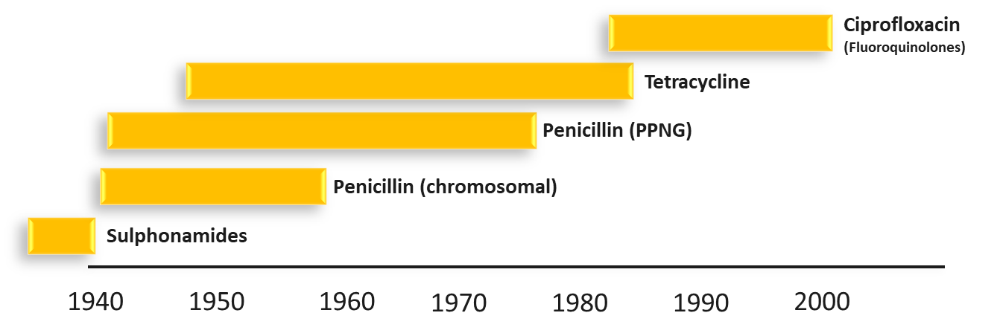 Ciprofloxacin
(Fluoroquinolones)
Tetracycline
Penicillin (PPNG)
Penicillin (chromosomal)
Sulphonamides
1940 1950 1960 1970 1980 1990 2000